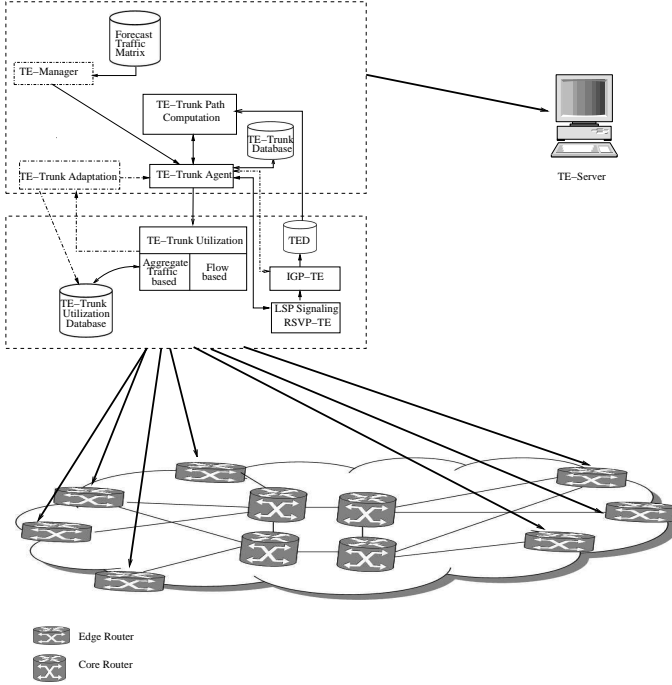 Forecast
Traffic
Matrix
TE–Manager
TE–Trunk Path
Computation
TE–Trunk
Database
TE–Trunk Adaptation
TE–Trunk Agent
TE–Server
TE–Trunk Utilization
TED
Aggregate
Traffic
based
Flow
based
IGP–TE
TE–Trunk
Utilization
Database
LSP Signaling
RSVP–TE
Edge Router
Core Router